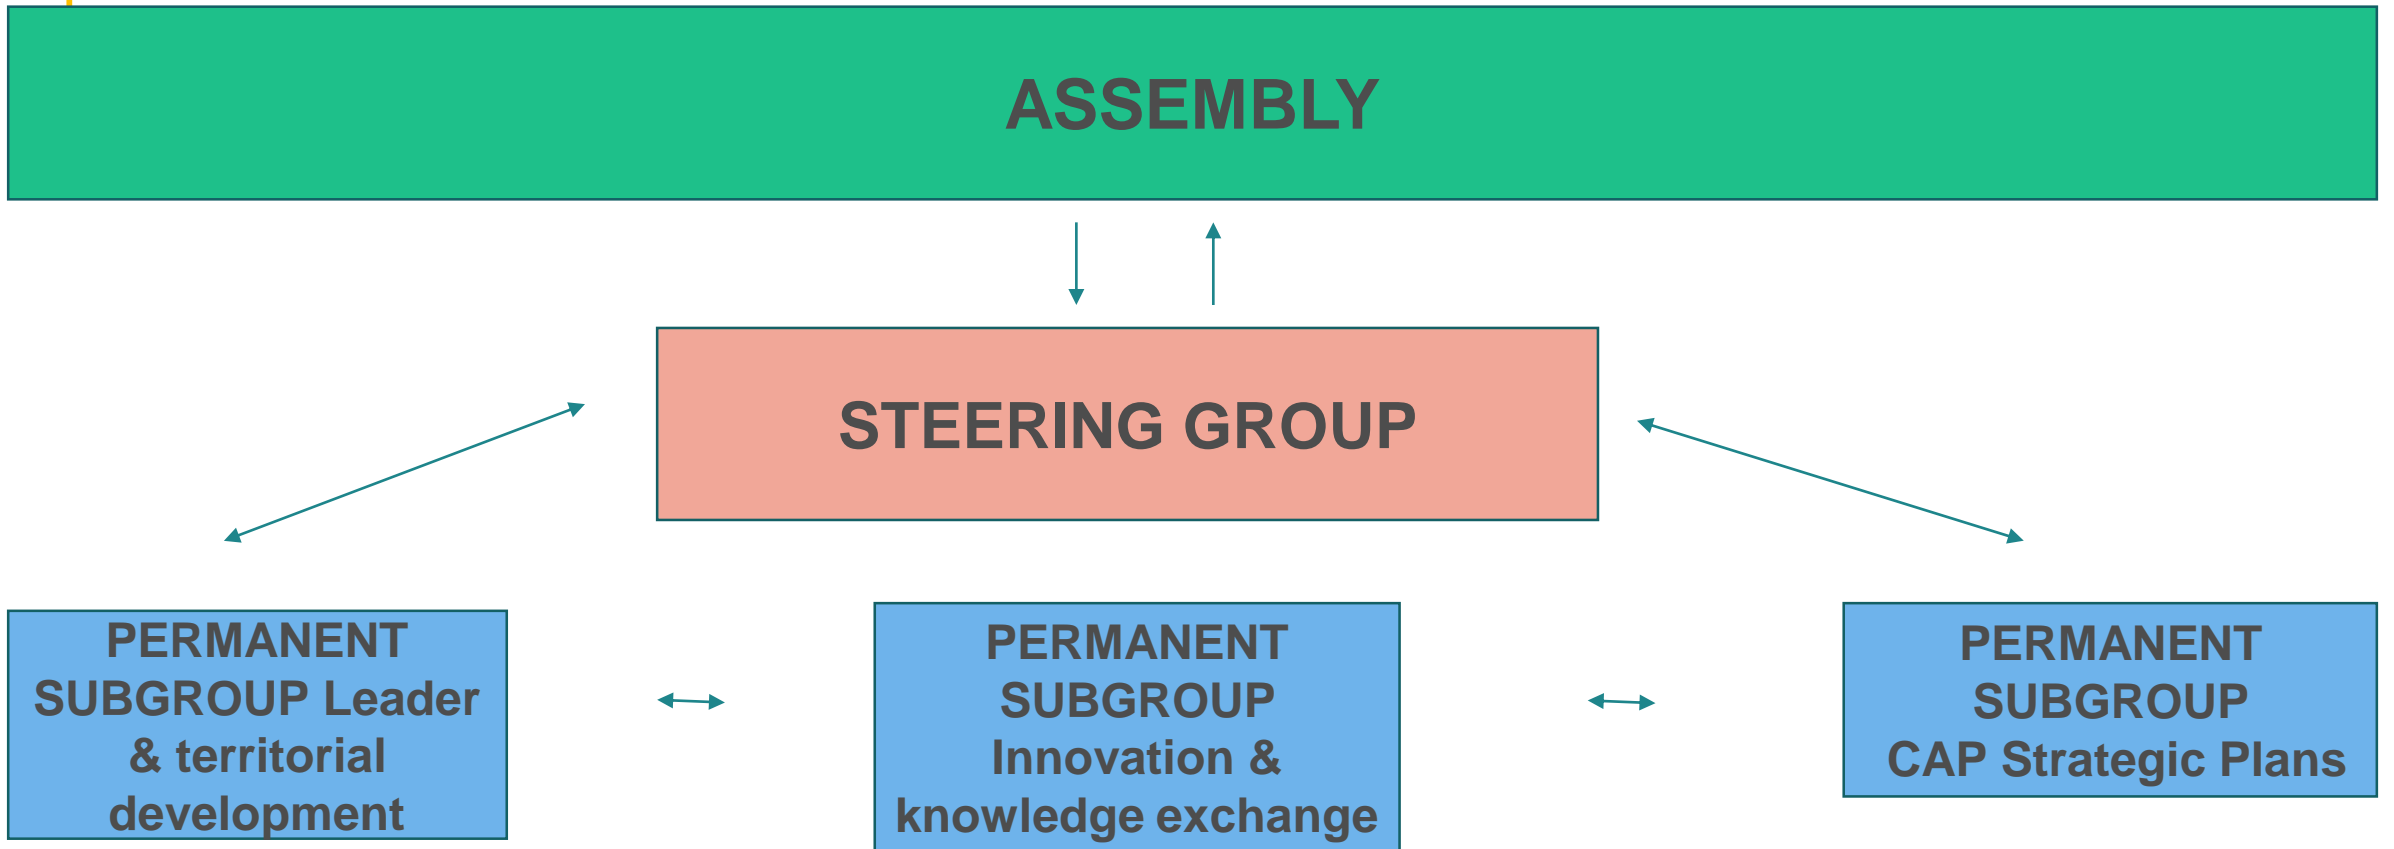 ASSEMBLY
STEERING GROUP
PERMANENT
SUBGROUP Leader
& territorial
development
PERMANENT
SUBGROUP
Innovation &
knowledge exchange
PERMANENT
SUBGROUP
CAP Strategic Plans